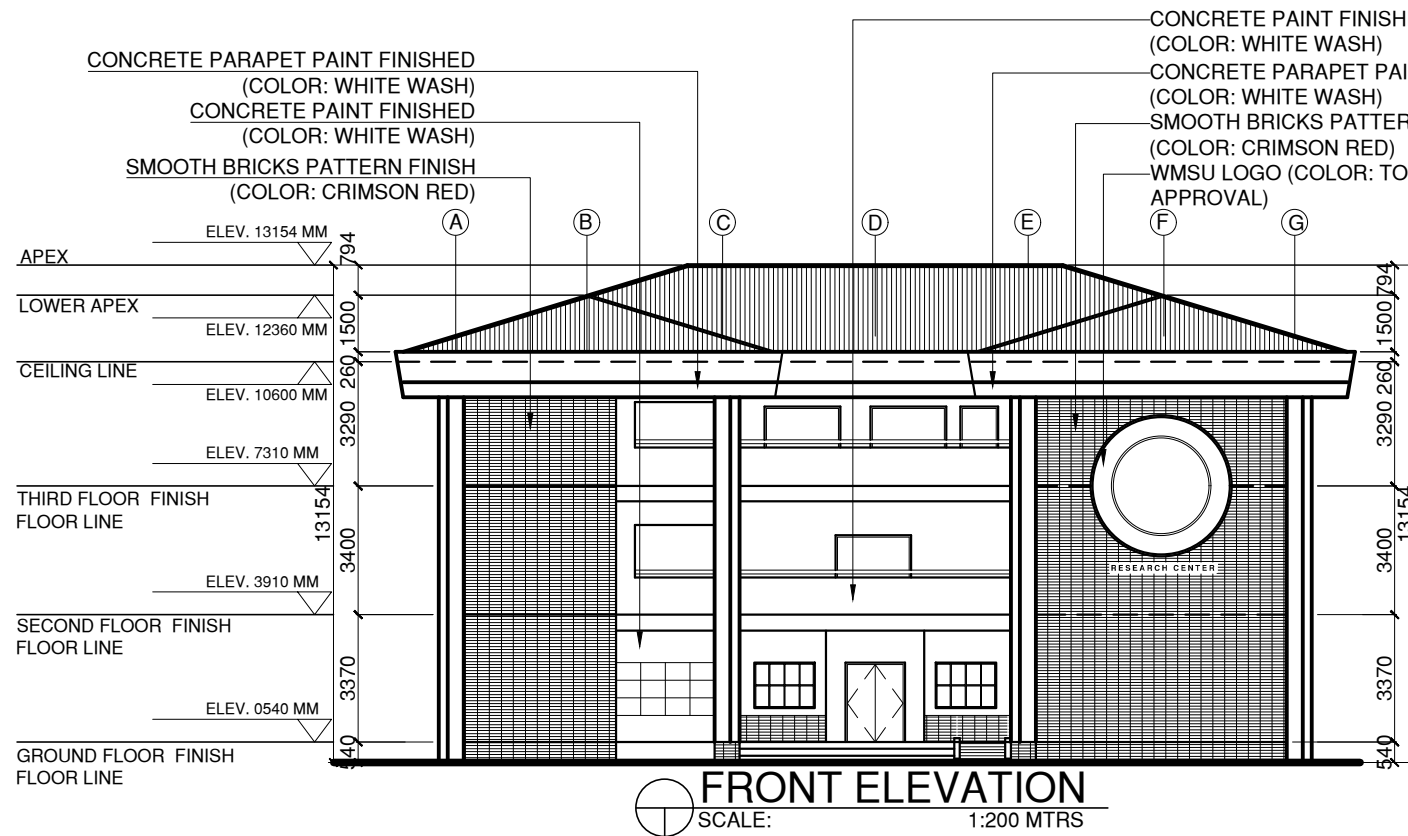 CONCRETE PARAPET PAINT FINISHED
(COLOR: WHITE WASH)
CONCRETE PAINT FINISHED
(COLOR: WHITE WASH)
SMOOTH BRICKS PATTERN FINISH
(COLOR: CRIMSON RED)
CONCRETE PAINT FINISH
(COLOR: WHITE WASH)
CONCRETE PARAPET PAI
(COLOR: WHITE WASH)
SMOOTH BRICKS PATTER
(COLOR: CRIMSON RED)
WMSU LOGO (COLOR: TO
APPROVAL)
A B C D E F G
ELEV. 13154 MM
APEX
LOWER APEX
ELEV. 12360 MM
CEILING LINE
ELEV. 10600 MM
ELEV. 7310 MM
THIRD FLOOR FINISH
FLOOR LINE
ELEV. 3910 MM
SECOND FLOOR FINISH
FLOOR LINE
ELEV. 0540 MM
GROUND FLOOR FINISH
FLOOR LINE
13154
794
1500
260
3290
3400
3370
540
RESEARCH CENTER
794
1500
260
3290
3400
3370
540
13154
FRONT ELEVATION
SCALE: 1:200 MTRS